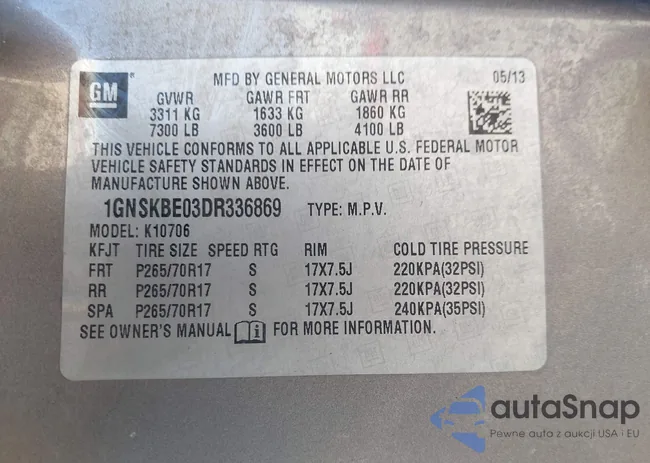 GM
MFD BY GENERAL MOTORS LLC 05/13
GVWR GAWR FRT GAWR RR
3311 KG 1633 KG 1860 KG
7300 LB 3600 LB 4100 LB
THIS VEHICLE CONFORMS TO ALL APPLICABLE U.S. FEDERAL MOTOR
VEHICLE SAFETY STANDARDS IN EFFECT ON THE DATE OF
MANUFACTURE SHOWN ABOVE.
1GNSKBE03DR336869 TYPE: M.P.V.
MODEL: K10706
KFJT TIRE SIZE SPEED RTG RIM COLD TIRE PRESSURE
FRT P265/70R17 S 17X7.5J 220KPA(32PSI)
RR P265/70R17 S 17X7.5J 220KPA(32PSI)
SPA P265/70R17 S 17X7.5J 240KPA(35PSI)
SEE OWNER'S MANUAL FOR MORE INFORMATION.
autaSnap
Pewne auta z aukcji USA i EU